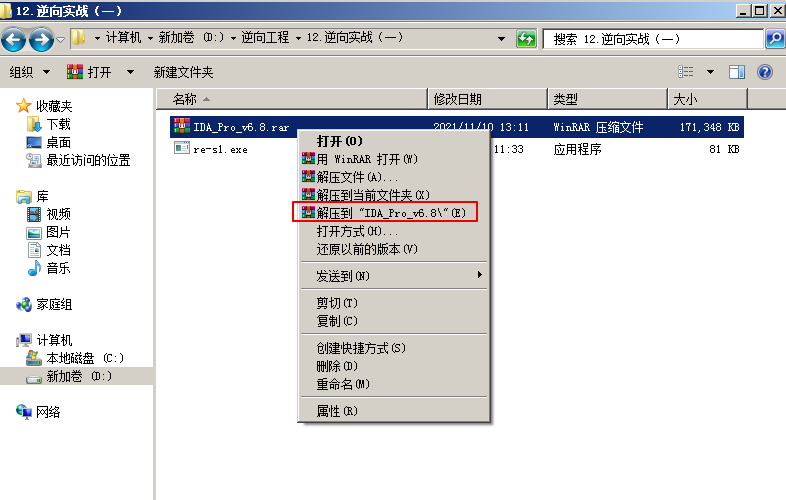 12.逆向实战（一）
计算机 新加卷 (D:) 逆向工程 12.逆向实战（一）
搜索 12.逆向实战（一）
组织 打开 新建文件夹
名称 修改日期 类型 大小
IDA_Pro_v6.8.rar 2021/11/10 13:11 WinRAR 压缩文件 171,348 KB
re-s1.exe 11:33 应用程序 81 KB
收藏夹
下载
桌面
最近访问的位置
库
视频
图片
文档
音乐
家庭组
计算机
本地磁盘 (C:)
新加卷 (D:)
网络
打开(O)
用 WinRAR 打开(W)
解压文件(A)...
解压到当前文件夹(X)
解压到 "IDA_Pro_v6.8\"(E)
打开方式(H)...
还原以前的版本(V)
发送到(N)
剪切(T)
复制(C)
创建快捷方式(S)
删除(D)
重命名(M)
属性(R)